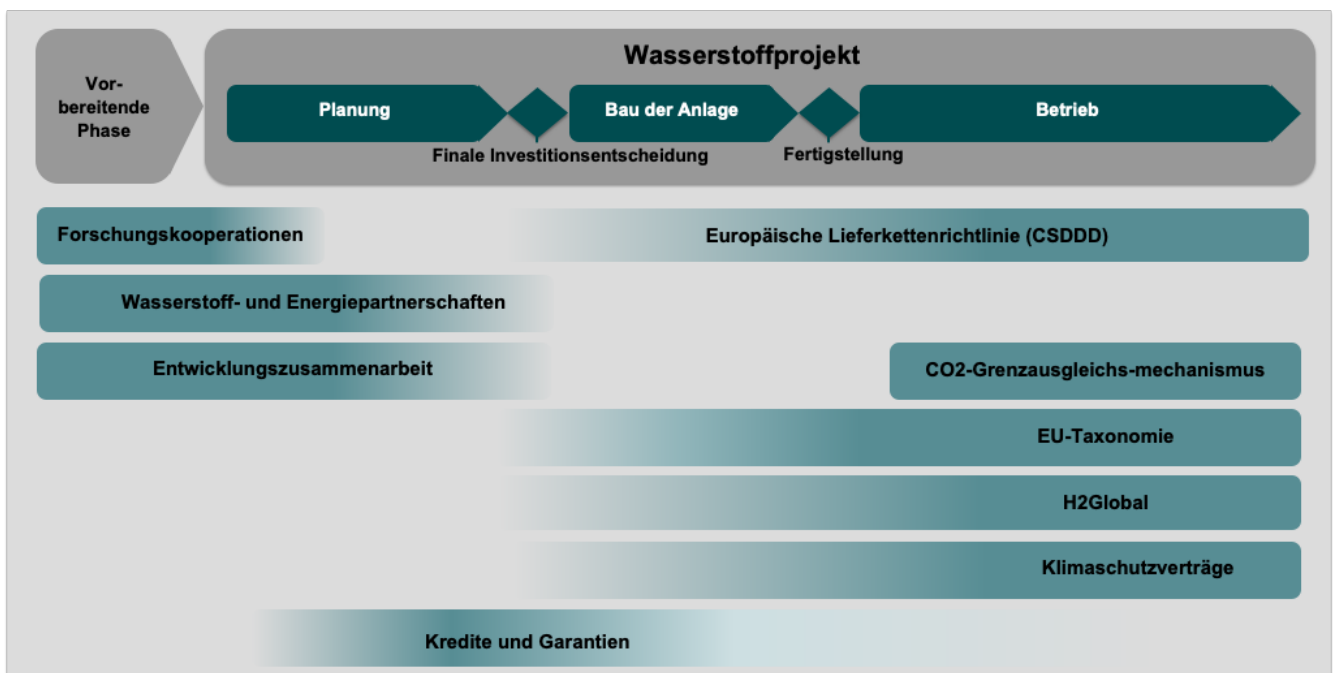 Wasserstoffprojekt
Vor-
bereitende
Phase
Planung
Bau der Anlage
Betrieb
Finale Investitionsentscheidung
Fertigstellung
Forschungskooperationen
Europäische Lieferkettenrichtlinie (CSDDD)
Wasserstoff- und Energiepartnerschaften
Entwicklungszusammenarbeit
CO2-Grenzausgleichs-mechanismus
EU-Taxonomie
H2Global
Klimaschutzverträge
Kredite und Garantien